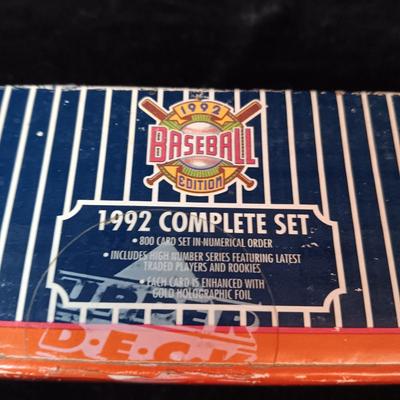 1992
BASEBALL
EDITION
1992 COMPLETE SET
• 800 CARD SET IN NUMERICAL ORDER
• INCLUDES HIGH NUMBER SERIES FEATURING LATEST
TRADED PLAYERS AND ROOKIES
• EACH CARD IS ENHANCED WITH
GOLD HOLOGRAPHIC FOIL
UPPER
D·E·C·K